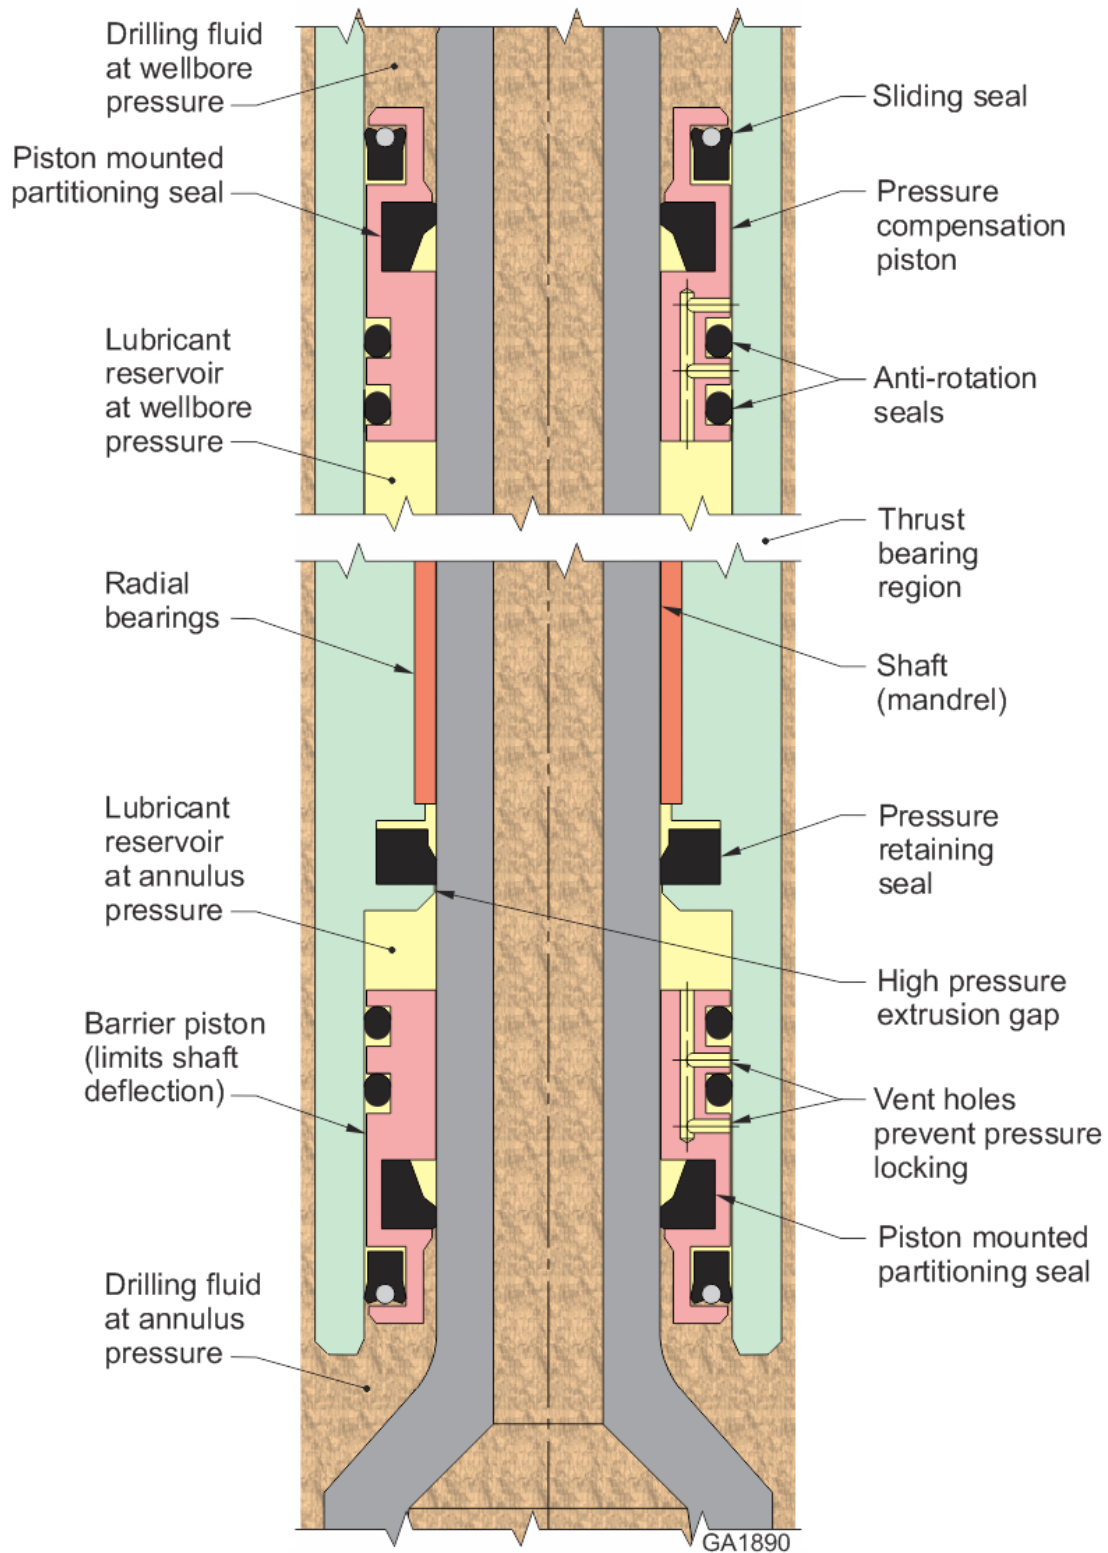 Drilling fluid
at wellbore
pressure
Piston mounted
partitioning seal
Lubricant
reservoir
at wellbore
pressure
Radial
bearings
Lubricant
reservoir
at annulus
pressure
Barrier piston
(limits shaft
deflection)
Drilling fluid
at annulus
pressure
Sliding seal
Pressure
compensation
piston
Anti-rotation
seals
Thrust
bearing
region
Shaft
(mandrel)
Pressure
retaining
seal
High pressure
extrusion gap
Vent holes
prevent pressure
locking
Piston mounted
partitioning seal
GA1890